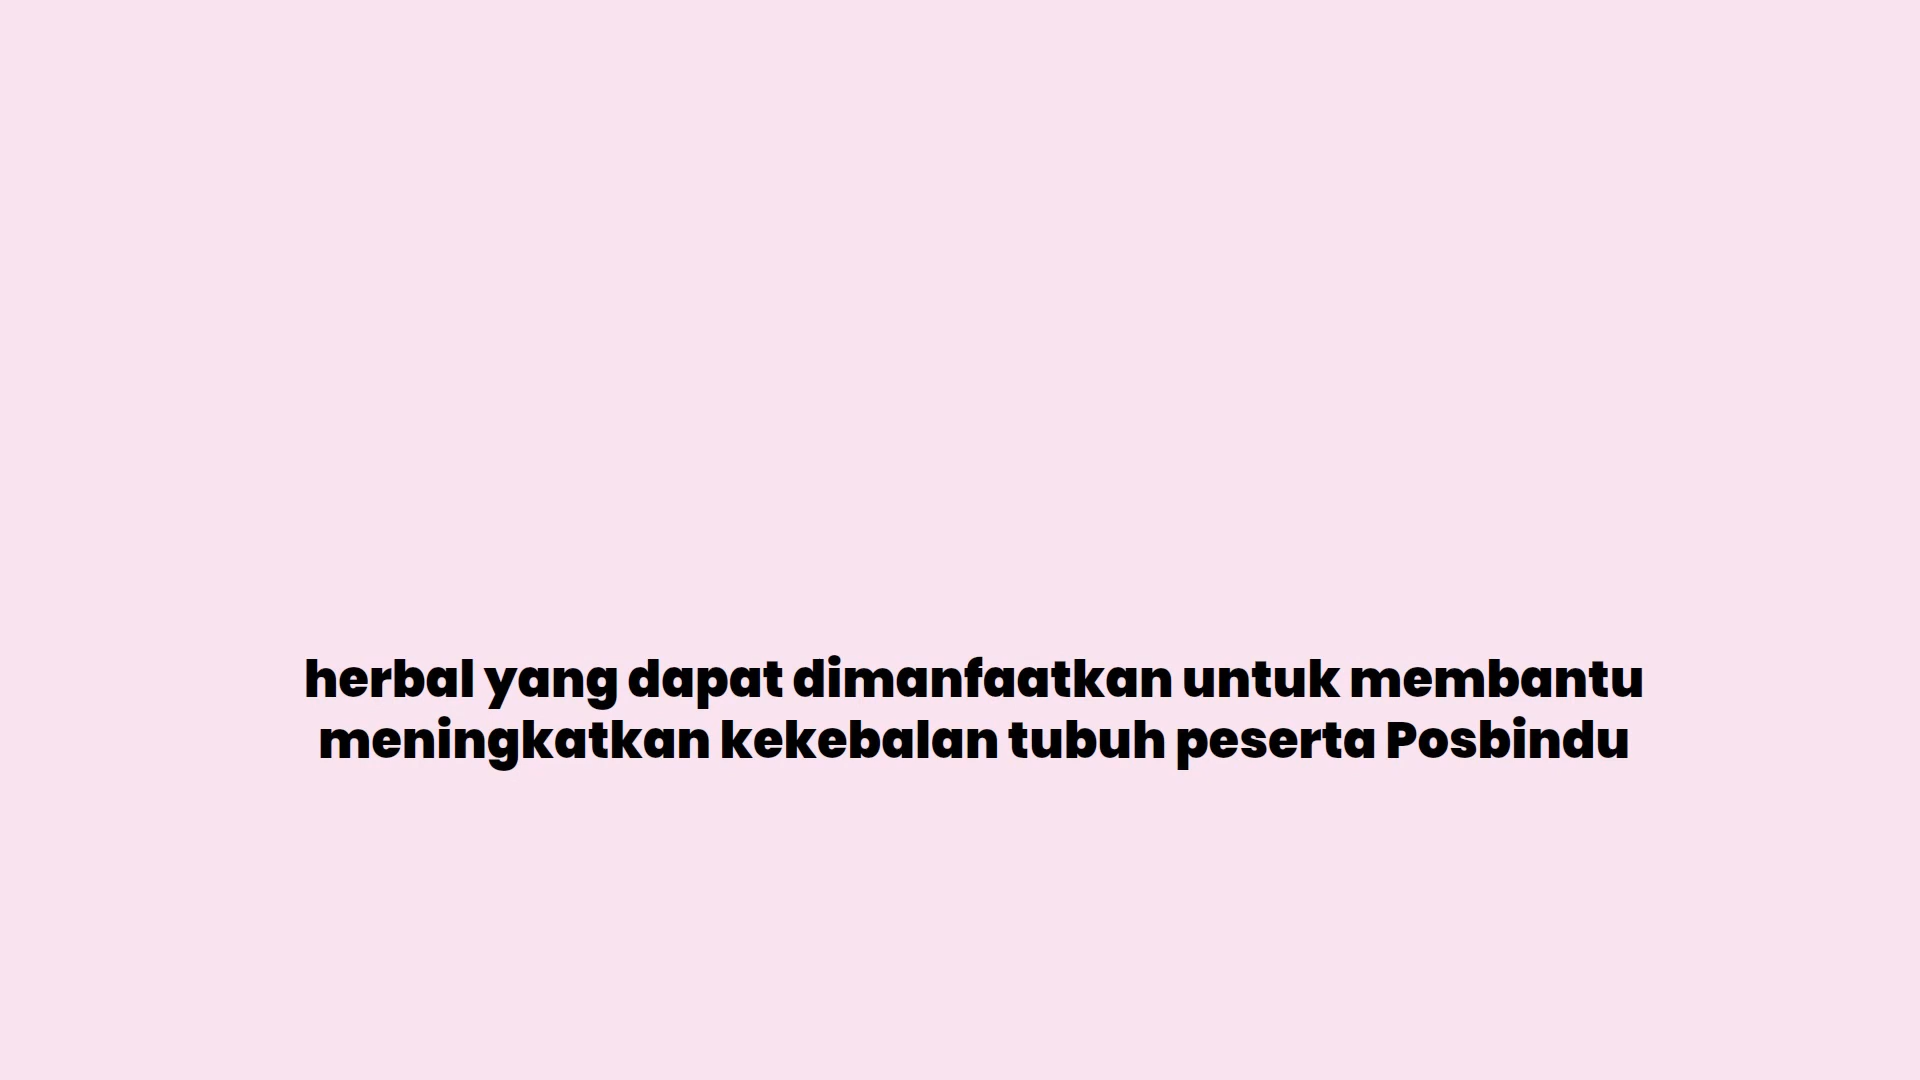 herbal yang dapat dimanfaatkan untuk membantu
meningkatkan kekebalan tubuh peserta Posbindu